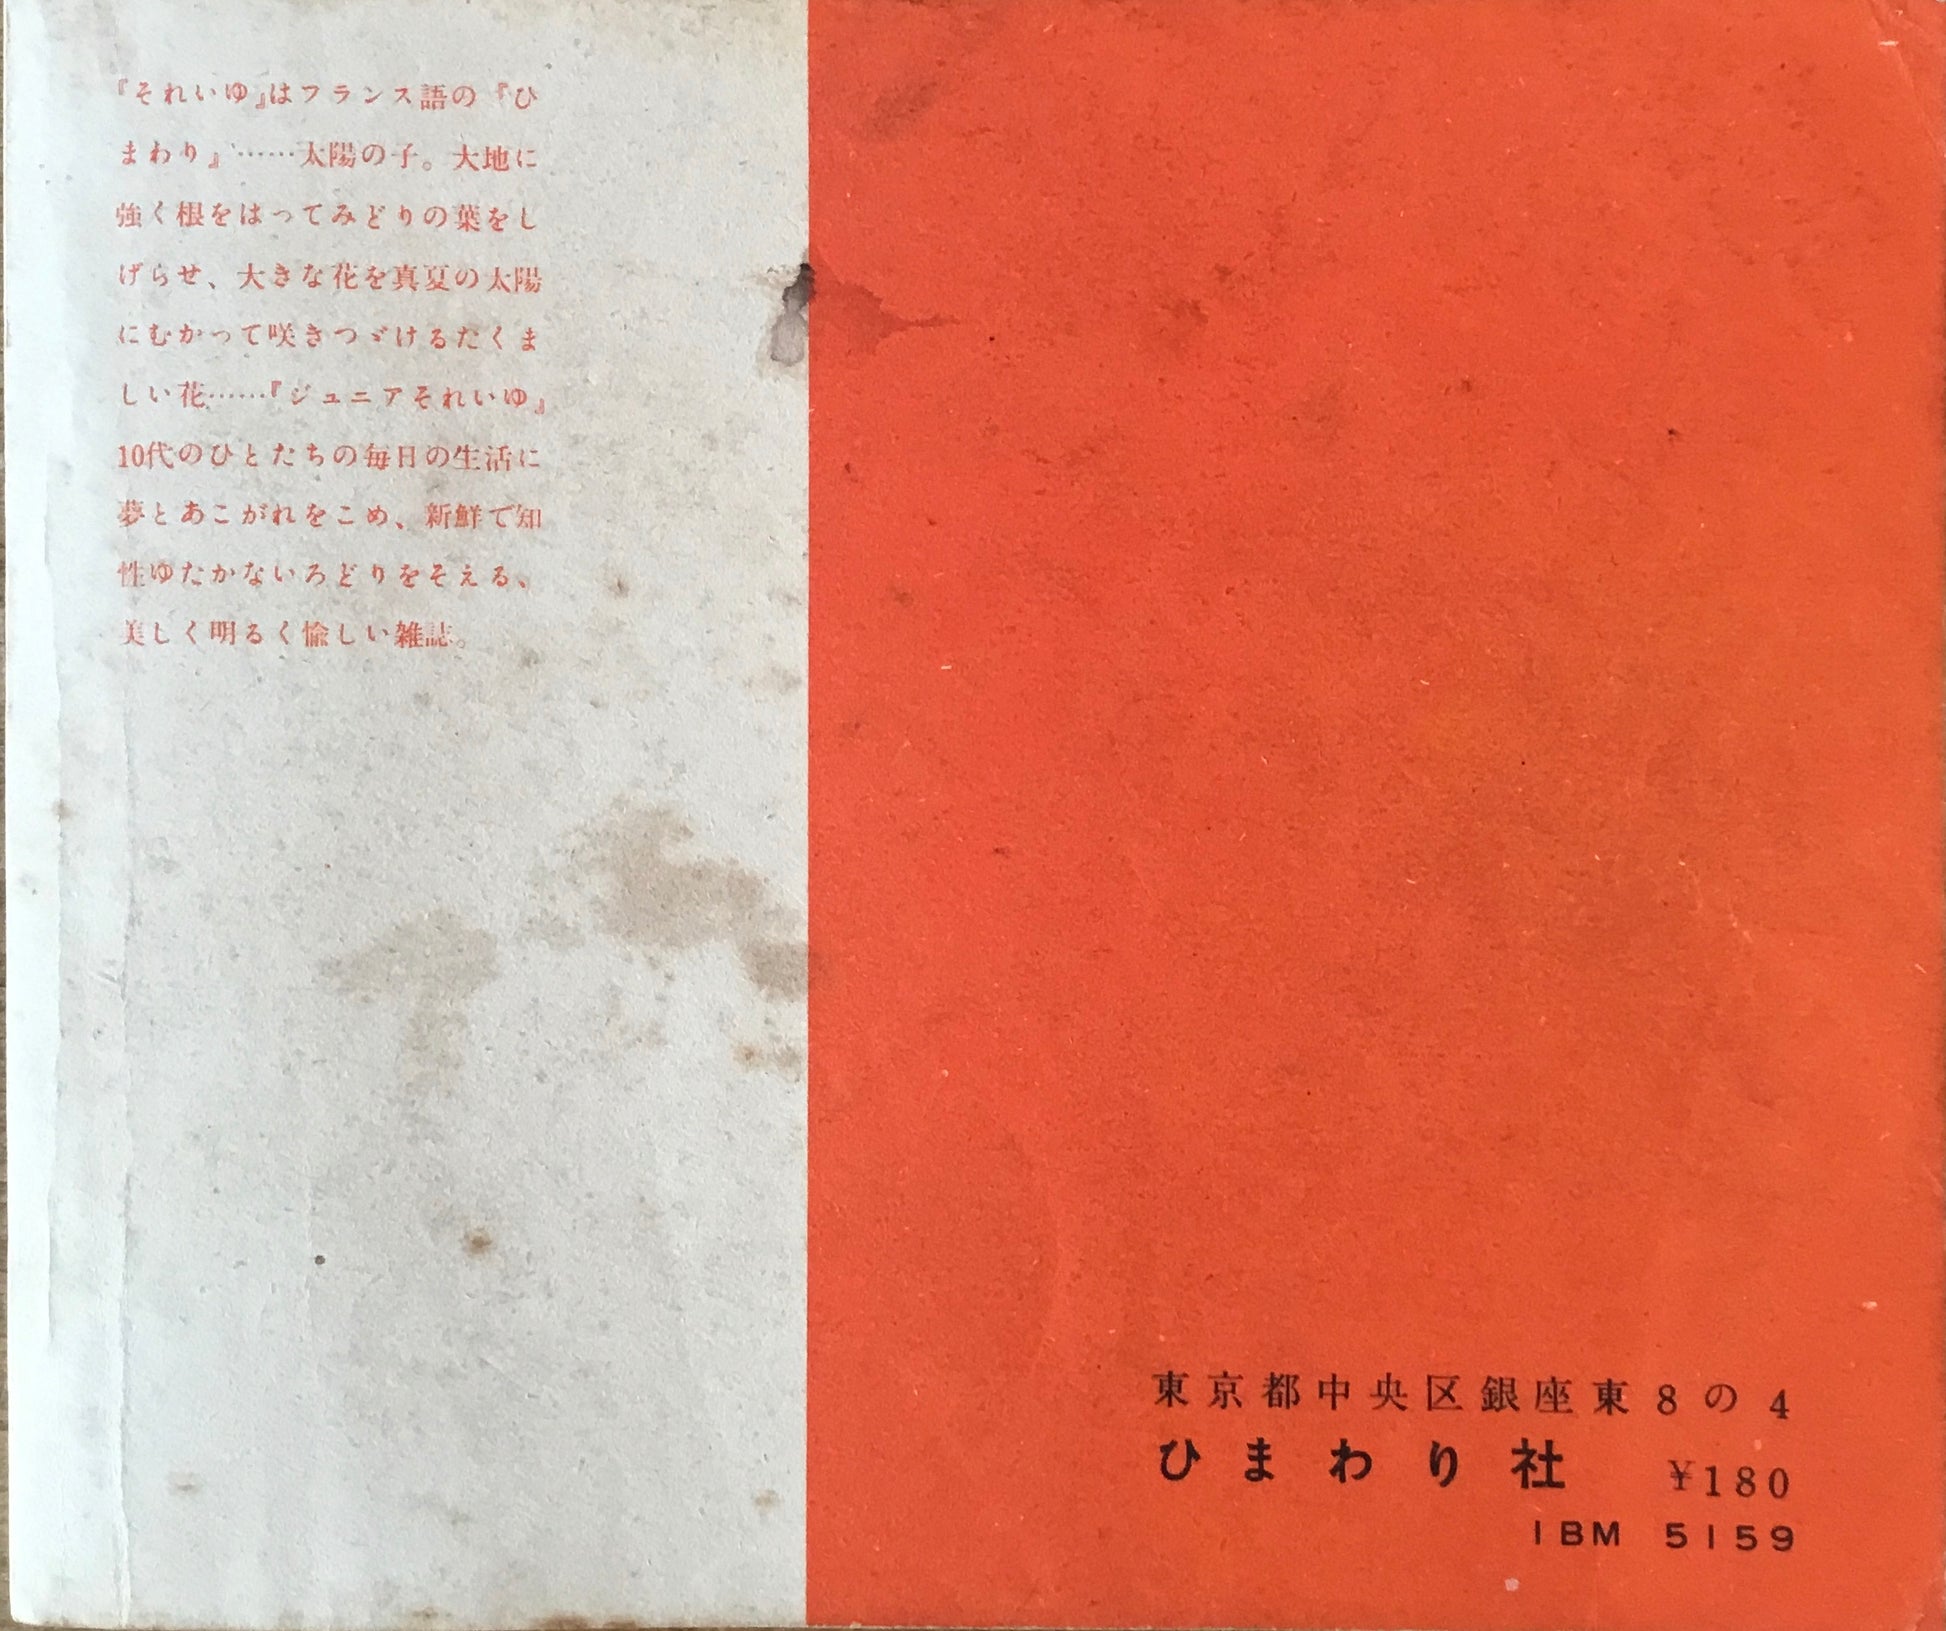 『それいゆ』はフランス語の『ひ
まわり』……太陽の子。大地に
強く根をはってみどりの葉をし
げらせ、大きな花を真夏の太陽
にむかって咲きつゞけるたくま
しい花……『ジュニアそれいゆ』
10代のひとたちの毎日の生活に
夢とあこがれをこめ、新鮮で知
性ゆたかないろどりをそえる、
美しく明るく愉しい雑誌。
東京都中央区銀座東8の4
ひまわり社 ¥180
IBM 5159